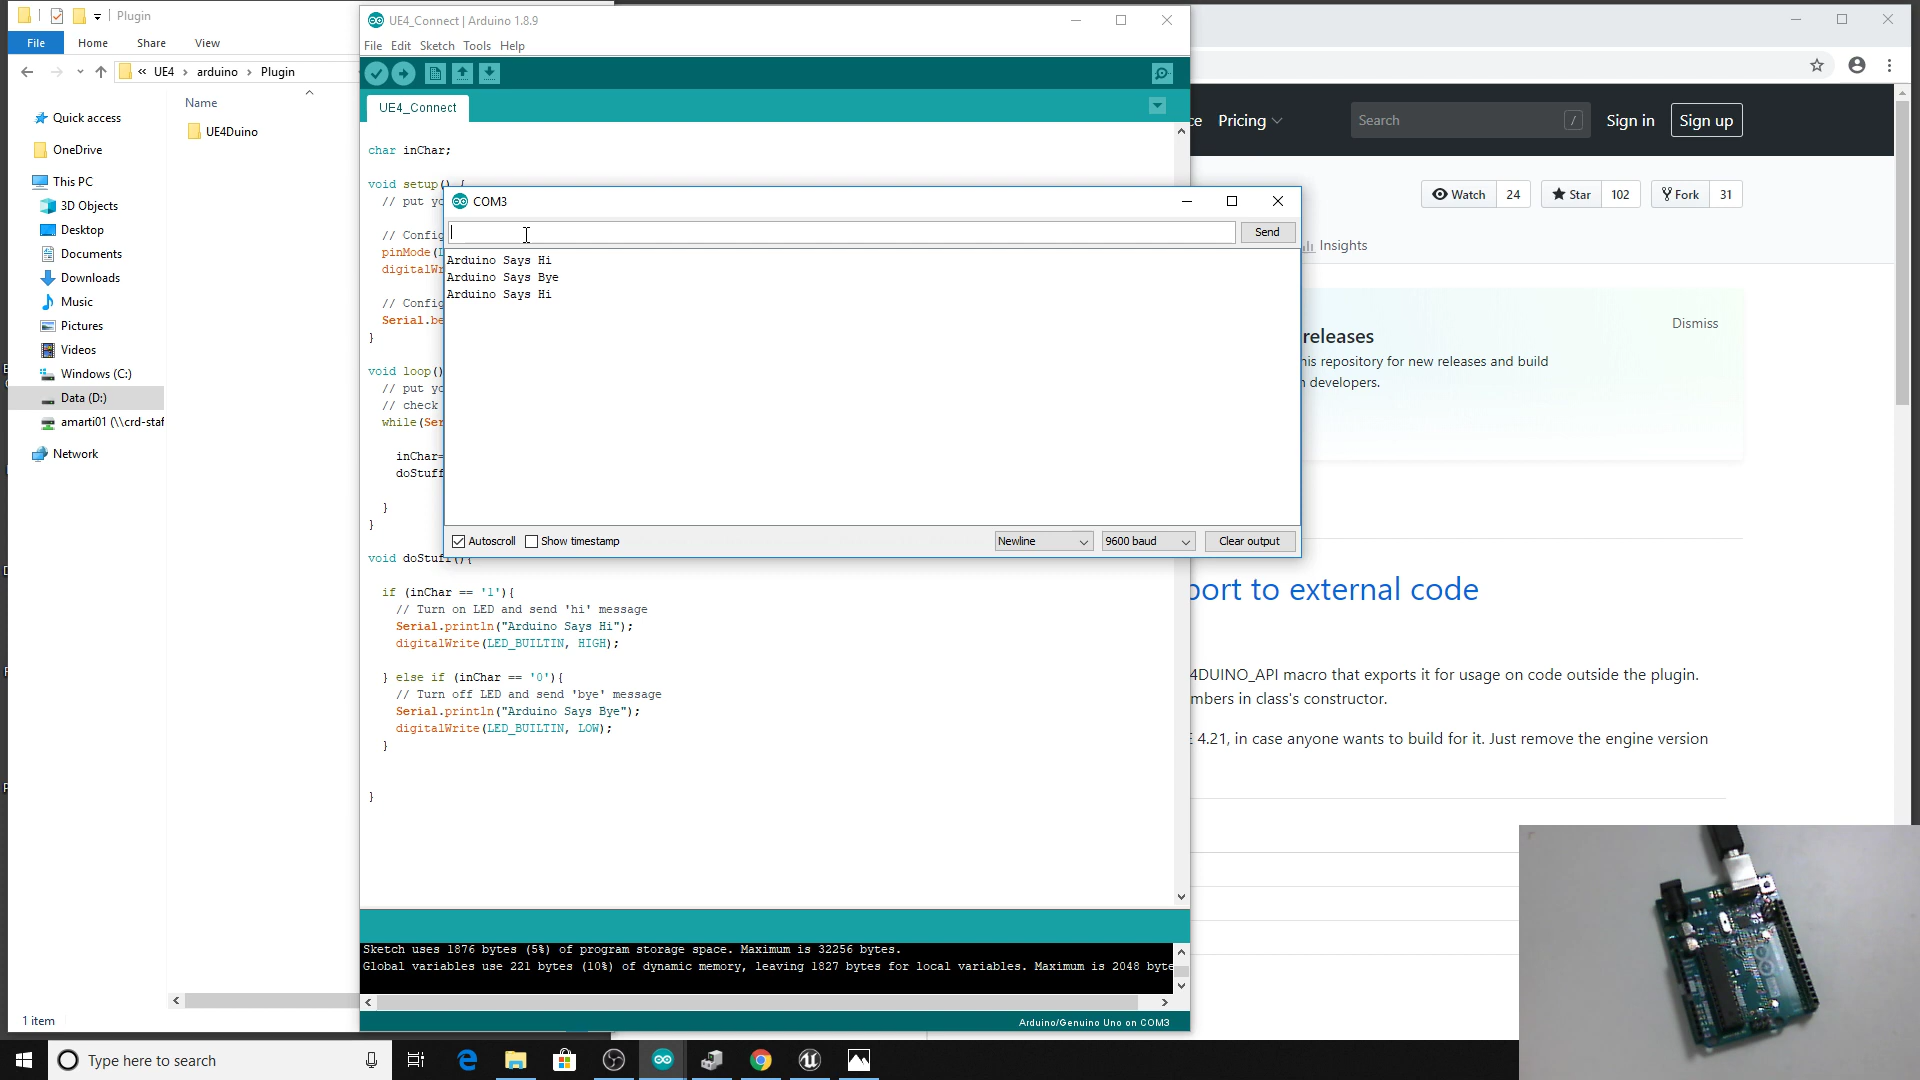 Plugin
File
Home
Share
View
« UE4 › arduino › Plugin
Name
UE4Duino
Quick access
OneDrive
This PC
3D Objects
Desktop
Documents
Downloads
Music
Pictures
Videos
Windows (C:)
Data (D:)
amarti01 (\\crd-staf
Network
1 item
UE4_Connect | Arduino 1.8.9
File Edit Sketch Tools Help
UE4_Connect
char inChar;
void setup() {
// put yo
// Config
pinMode(
digitalWr
// Config
Serial.be
}
void loop()
// put yo
// check
while(Ser
inChar=
doStuff
}
}
void doStuff(){
if (inChar == '1'){
// Turn on LED and send 'hi' message
Serial.println("Arduino Says Hi");
digitalWrite(LED_BUILTIN, HIGH);
} else if (inChar == '0'){
// Turn off LED and send 'bye' message
Serial.println("Arduino Says Bye");
digitalWrite(LED_BUILTIN, LOW);
}
}
Sketch uses 1876 bytes (5%) of program storage space. Maximum is 32256 bytes.
Global variables use 221 bytes (10%) of dynamic memory, leaving 1827 bytes for local variables. Maximum is 2048 byte
Arduino/Genuino Uno on COM3
COM3
Send
Arduino Says Hi
Arduino Says Bye
Arduino Says Hi
Autoscroll
Show timestamp
Newline
9600 baud
Clear output
ce Pricing
Search /
Sign in
Sign up
Watch 24
Star 102
Fork 31
Insights
Dismiss
releases
his repository for new releases and build
developers.
port to external code
4DUINO_API macro that exports it for usage on code outside the plugin.
mbers in class's constructor.
4.21, in case anyone wants to build for it. Just remove the engine version
Type here to search